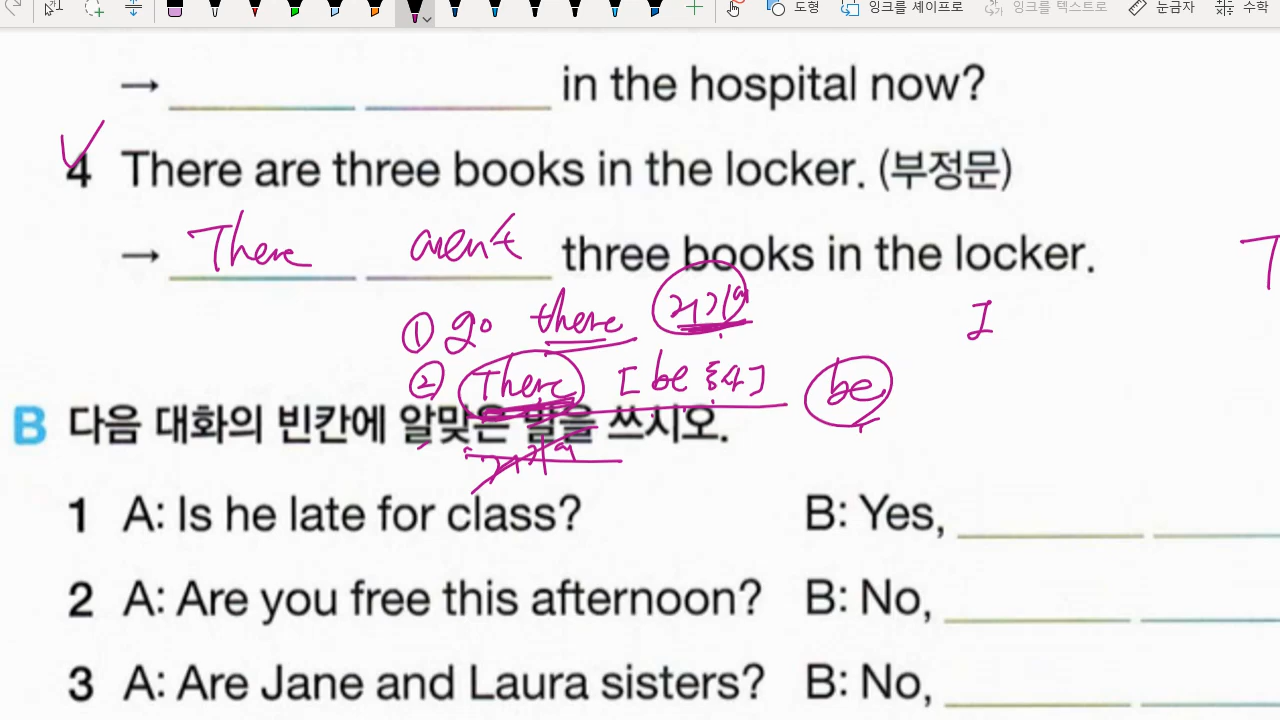 도형 잉크를 셰이프로 잉크를 텍스트로 눈금자 수학
→ in the hospital now?
4 There are three books in the locker. (부정문)
→ There aren't three books in the locker.
① go there 거기에 I
② There [be 동사] be
B 다음 대화의 빈칸에 알맞은 말을 쓰시오.
거기에
1 A: Is he late for class? B: Yes,
2 A: Are you free this afternoon? B: No,
3 A: Are Jane and Laura sisters? B: No,